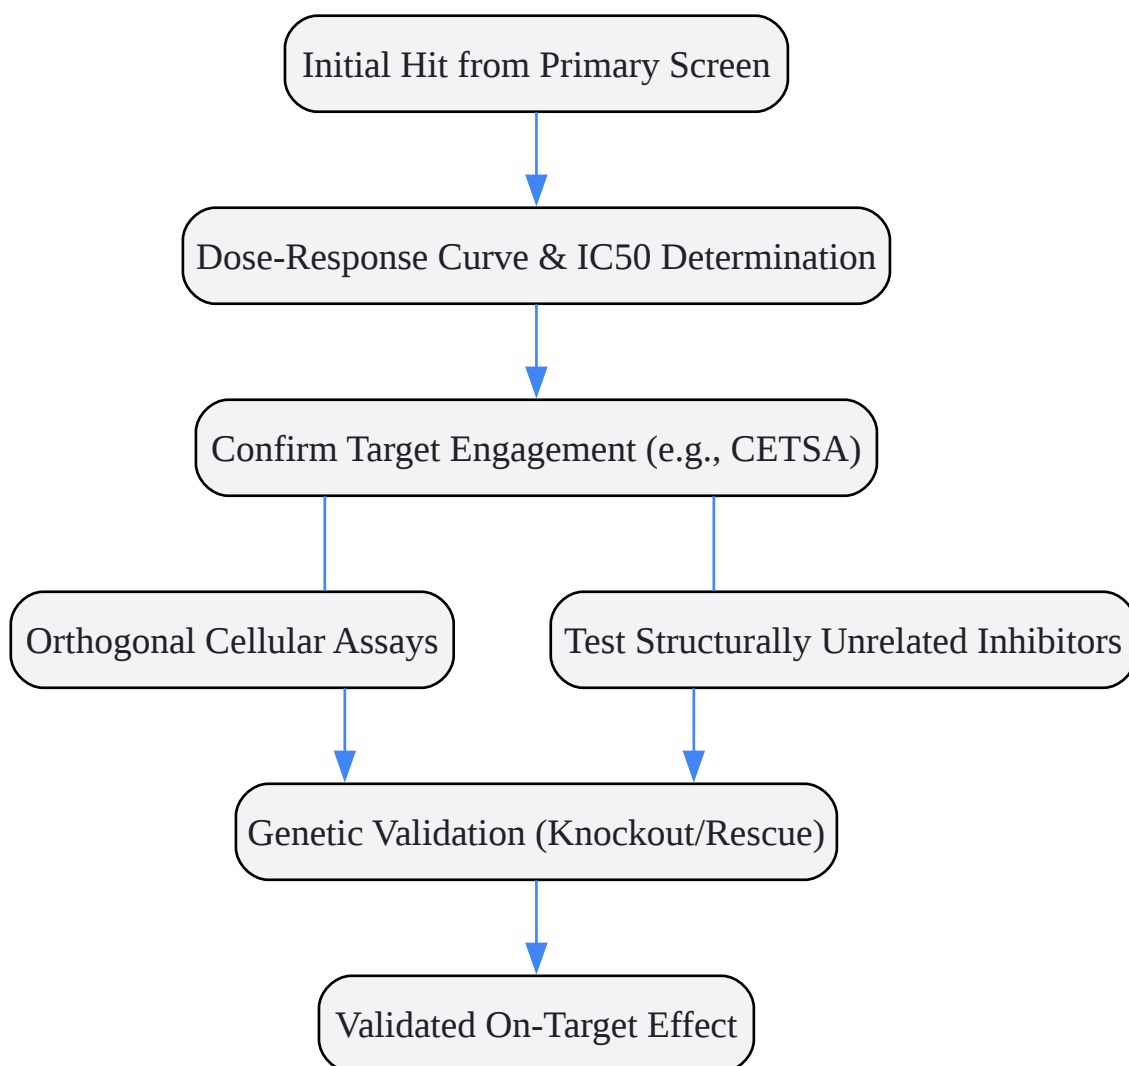 Initial Hit from Primary Screen
Dose-Response Curve & IC50 Determination
Confirm Target Engagement (e.g., CETSA)
Orthogonal Cellular Assays
Test Structurally Unrelated Inhibitors
Genetic Validation (Knockout/Rescue)
Validated On-Target Effect